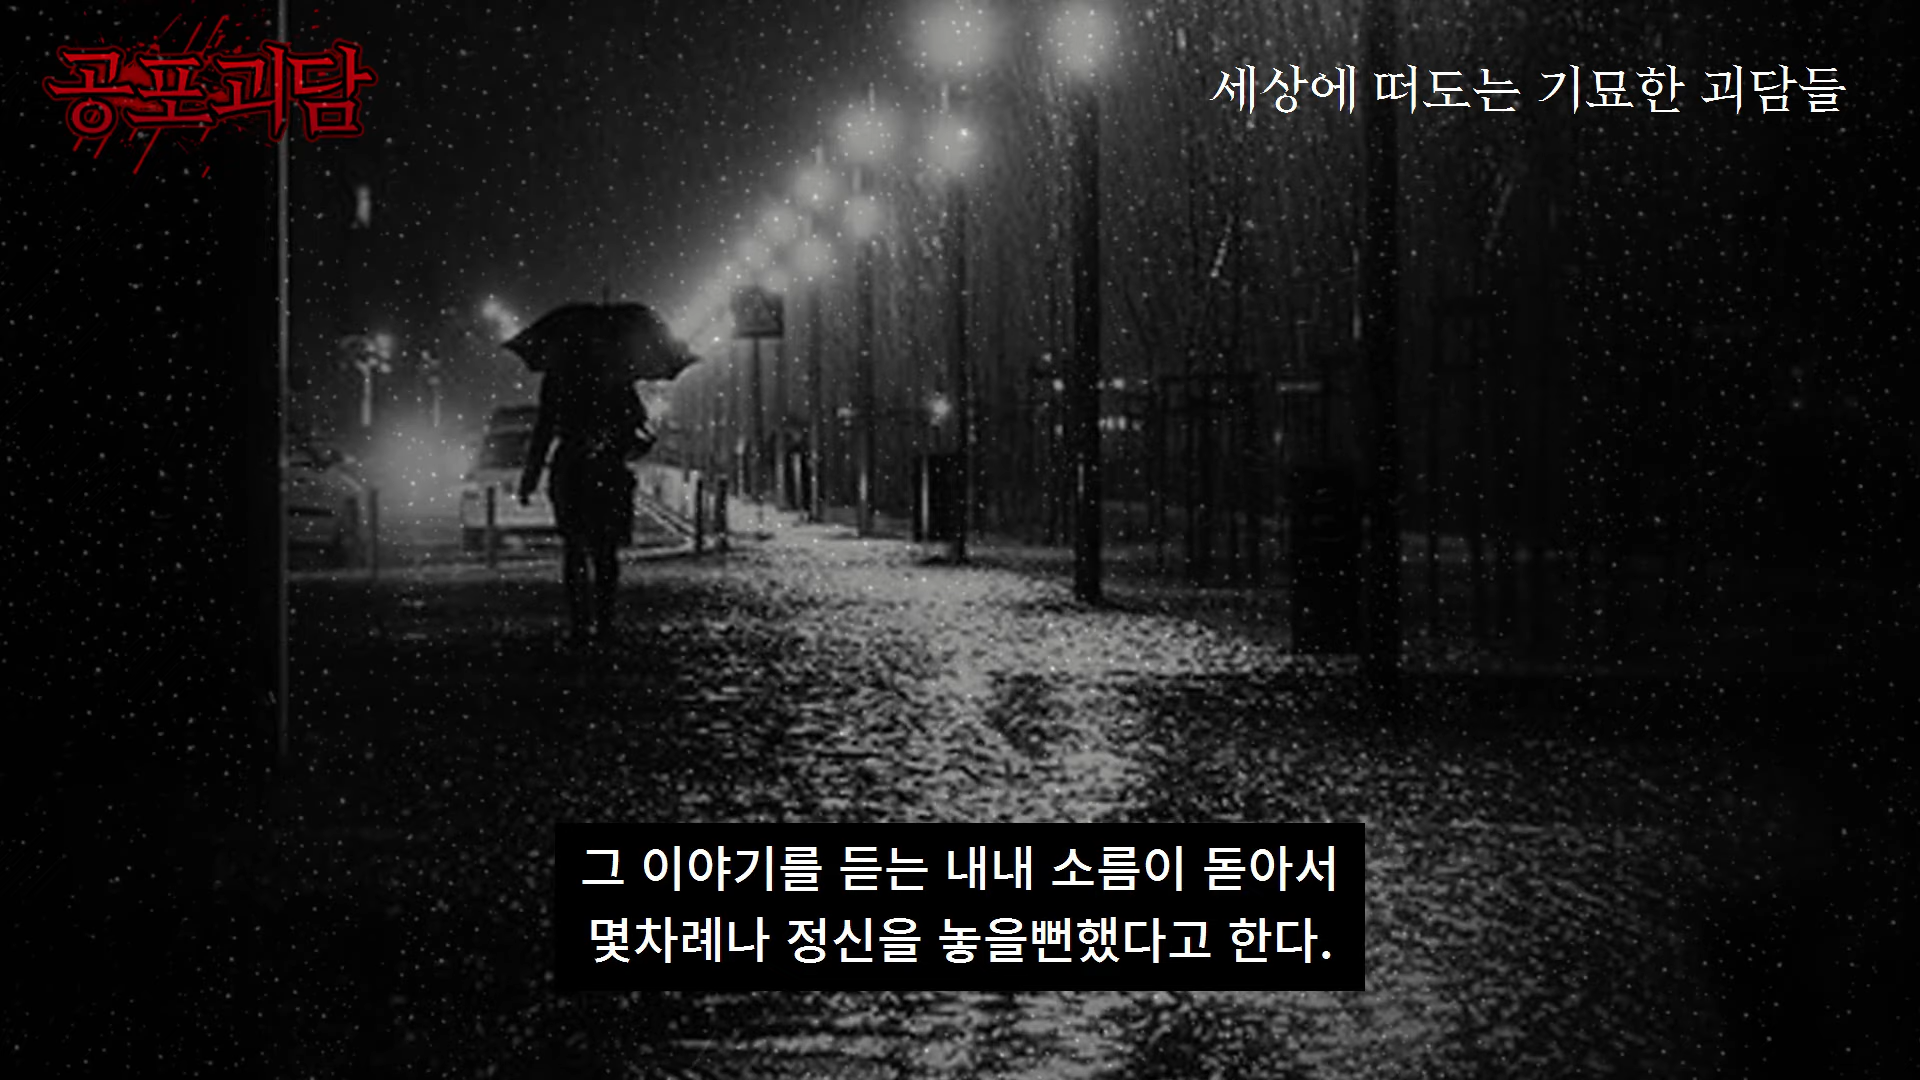 공포괴담
세상에 떠도는 기묘한 괴담들
그 이야기를 듣는 내내 소름이 돋아서
몇차례나 정신을 놓을뻔했다고 한다.